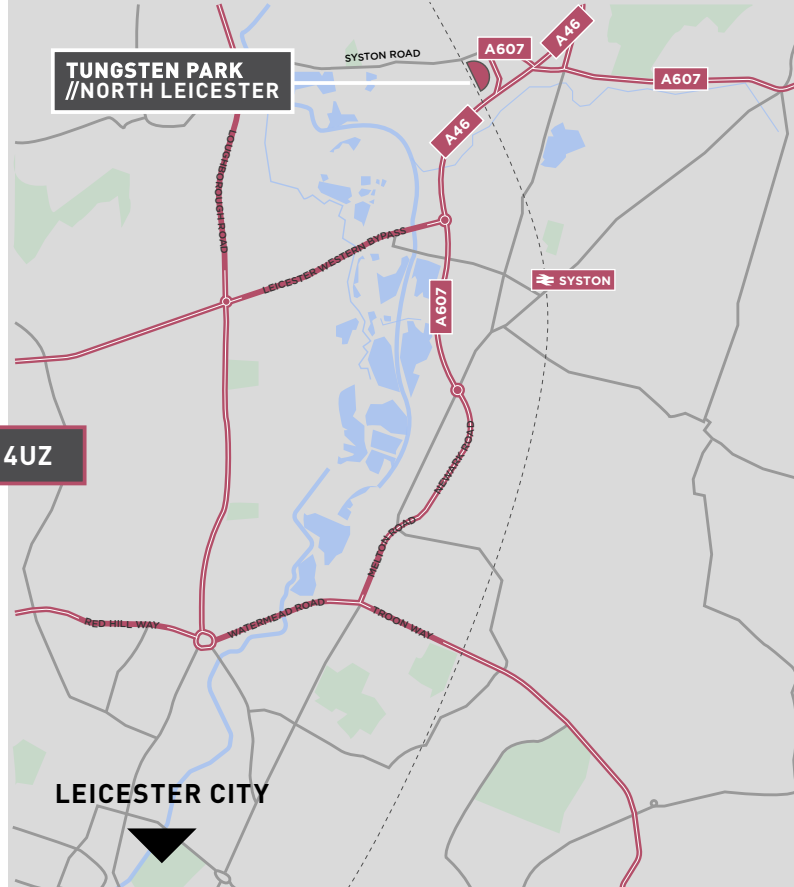 SYSTON ROAD
A607
A46
TUNGSTEN PARK
//NORTH LEICESTER
A607
A46
LOUGHBOROUGH ROAD
LEICESTER WESTERN BYPASS
SYSTON
A607
4UZ
NEWARK ROAD
MELTON ROAD
RED HILL WAY
WATERMEAD ROAD
TROON WAY
LEICESTER CITY